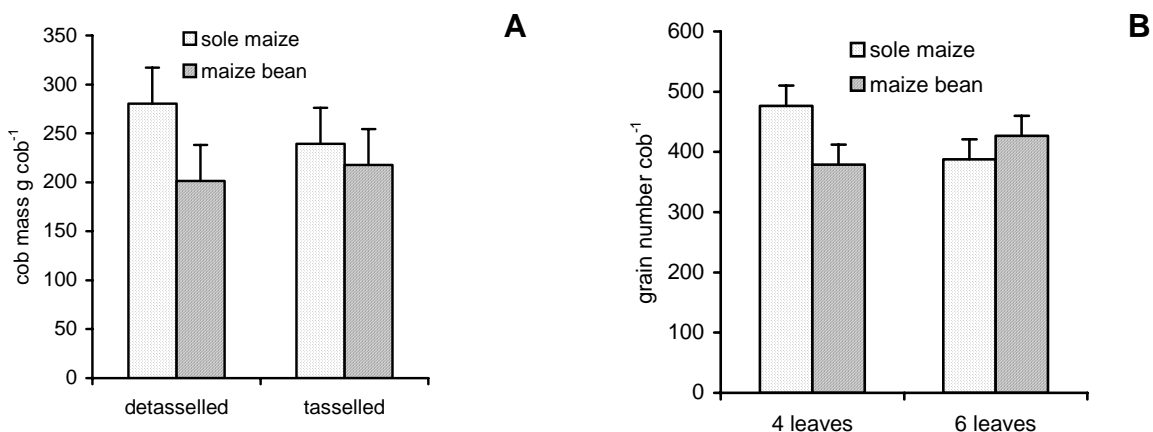 A
sole maize
maize bean
cob mass g cob-1
350
300
250
200
150
100
50
0
detasselled tasselled
B
sole maize
maize bean
grain number cob-1
600
500
400
300
200
100
0
4 leaves 6 leaves